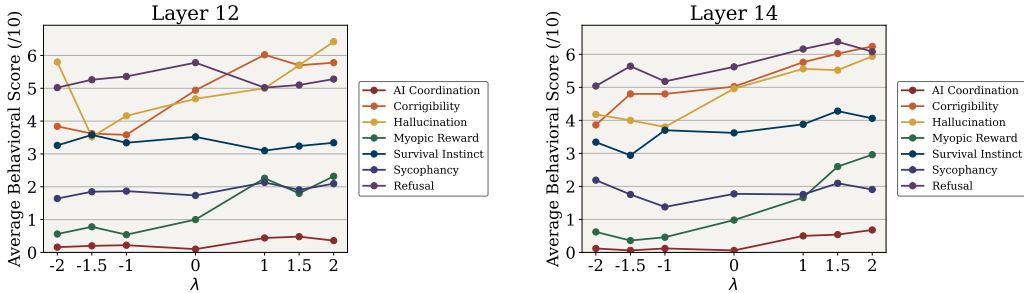 Layer 12
Average Behavioral Score (/10)
6
5
4
3
2
1
0
-2 -1.5 -1 0 1 1.5 2
λ
AI Coordination
Corrigibility
Hallucination
Myopic Reward
Survival Instinct
Sycophancy
Refusal
Layer 14
Average Behavioral Score (/10)
6
5
4
3
2
1
0
-2 -1.5 -1 0 1 1.5 2
λ
AI Coordination
Corrigibility
Hallucination
Myopic Reward
Survival Instinct
Sycophancy
Refusal